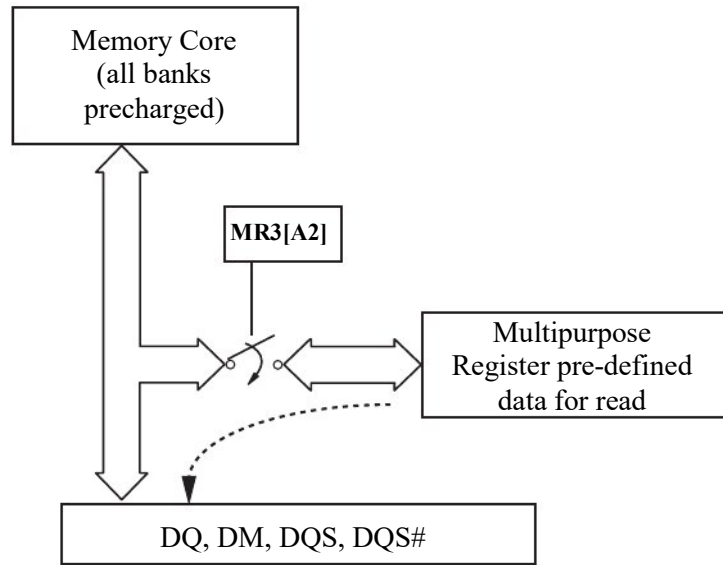 Memory Core
(all banks
precharged)
MR3[A2]
Multipurpose
Register pre-defined
data for read
DQ, DM, DQS, DQS#